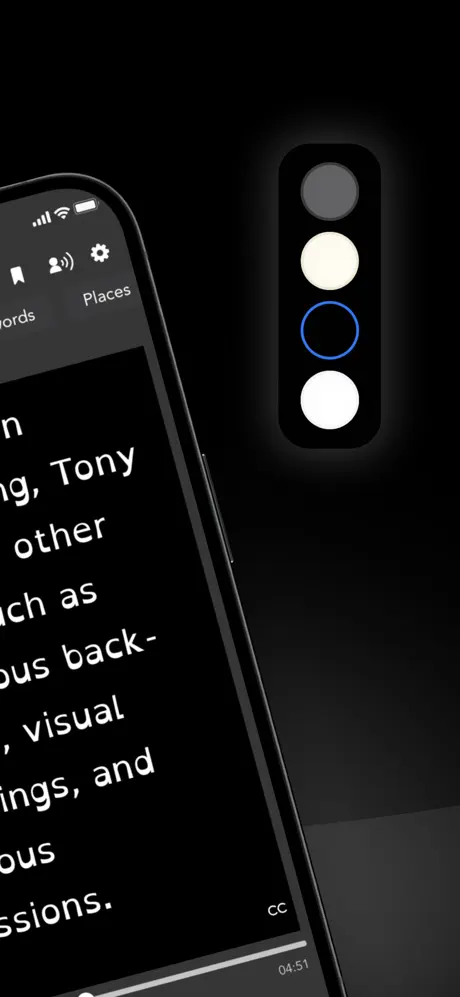 ords
Places
n
ng, Tony
other
uch as
ous back-
, visual
ings, and
ous
ssions.
CC
04:51